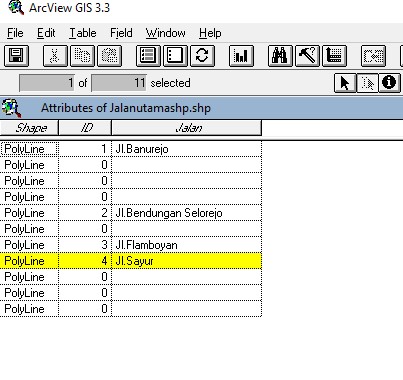 ArcView GIS 3.3
File Edit Table Field Window Help
1 of 11 selected
Attributes of Jalanutamashp.shp
Shape ID Jalan
PolyLine 1 Jl.Banurejo
PolyLine 0
PolyLine 0
PolyLine 0
PolyLine 2 Jl.Bendungan Selorejo
PolyLine 0
PolyLine 3 Jl.Flamboyan
PolyLine 4 Jl.Sayur
PolyLine 0
PolyLine 0
PolyLine 0